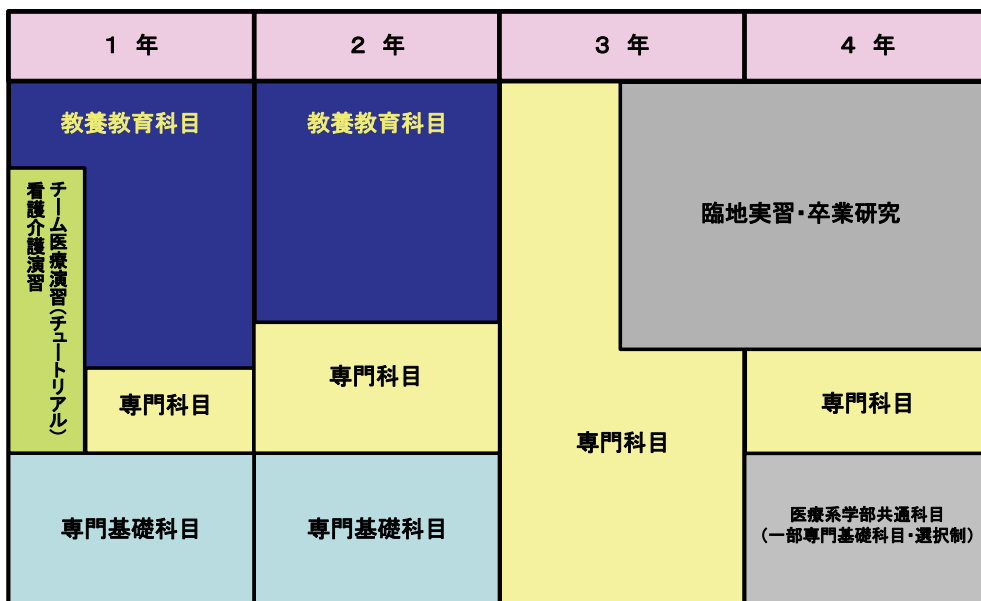 1 年
2 年
3 年
4 年
教養教育科目
教養教育科目
臨地実習・卒業研究
チーム医療演習(チュートリアル)
看護介護演習
専門科目
専門科目
専門科目
専門科目
専門基礎科目
専門基礎科目
医療系学部共通科目
(一部専門基礎科目・選択制)